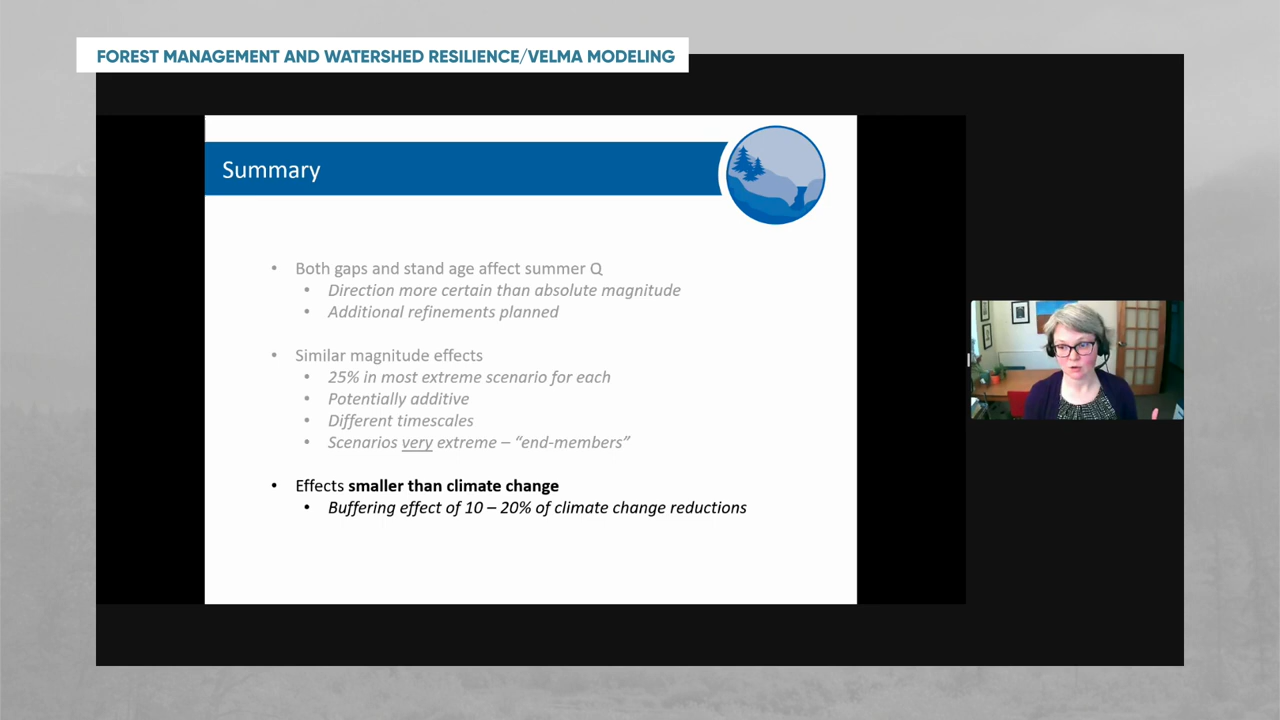 FOREST MANAGEMENT AND WATERSHED RESILIENCE/VELMA MODELING
Summary
• Both gaps and stand age affect summer Q
• Direction more certain than absolute magnitude
• Additional refinements planned
• Similar magnitude effects
• 25% in most extreme scenario for each
• Potentially additive
• Different timescales
• Scenarios very extreme – “end-members”
• Effects smaller than climate change
• Buffering effect of 10 – 20% of climate change reductions